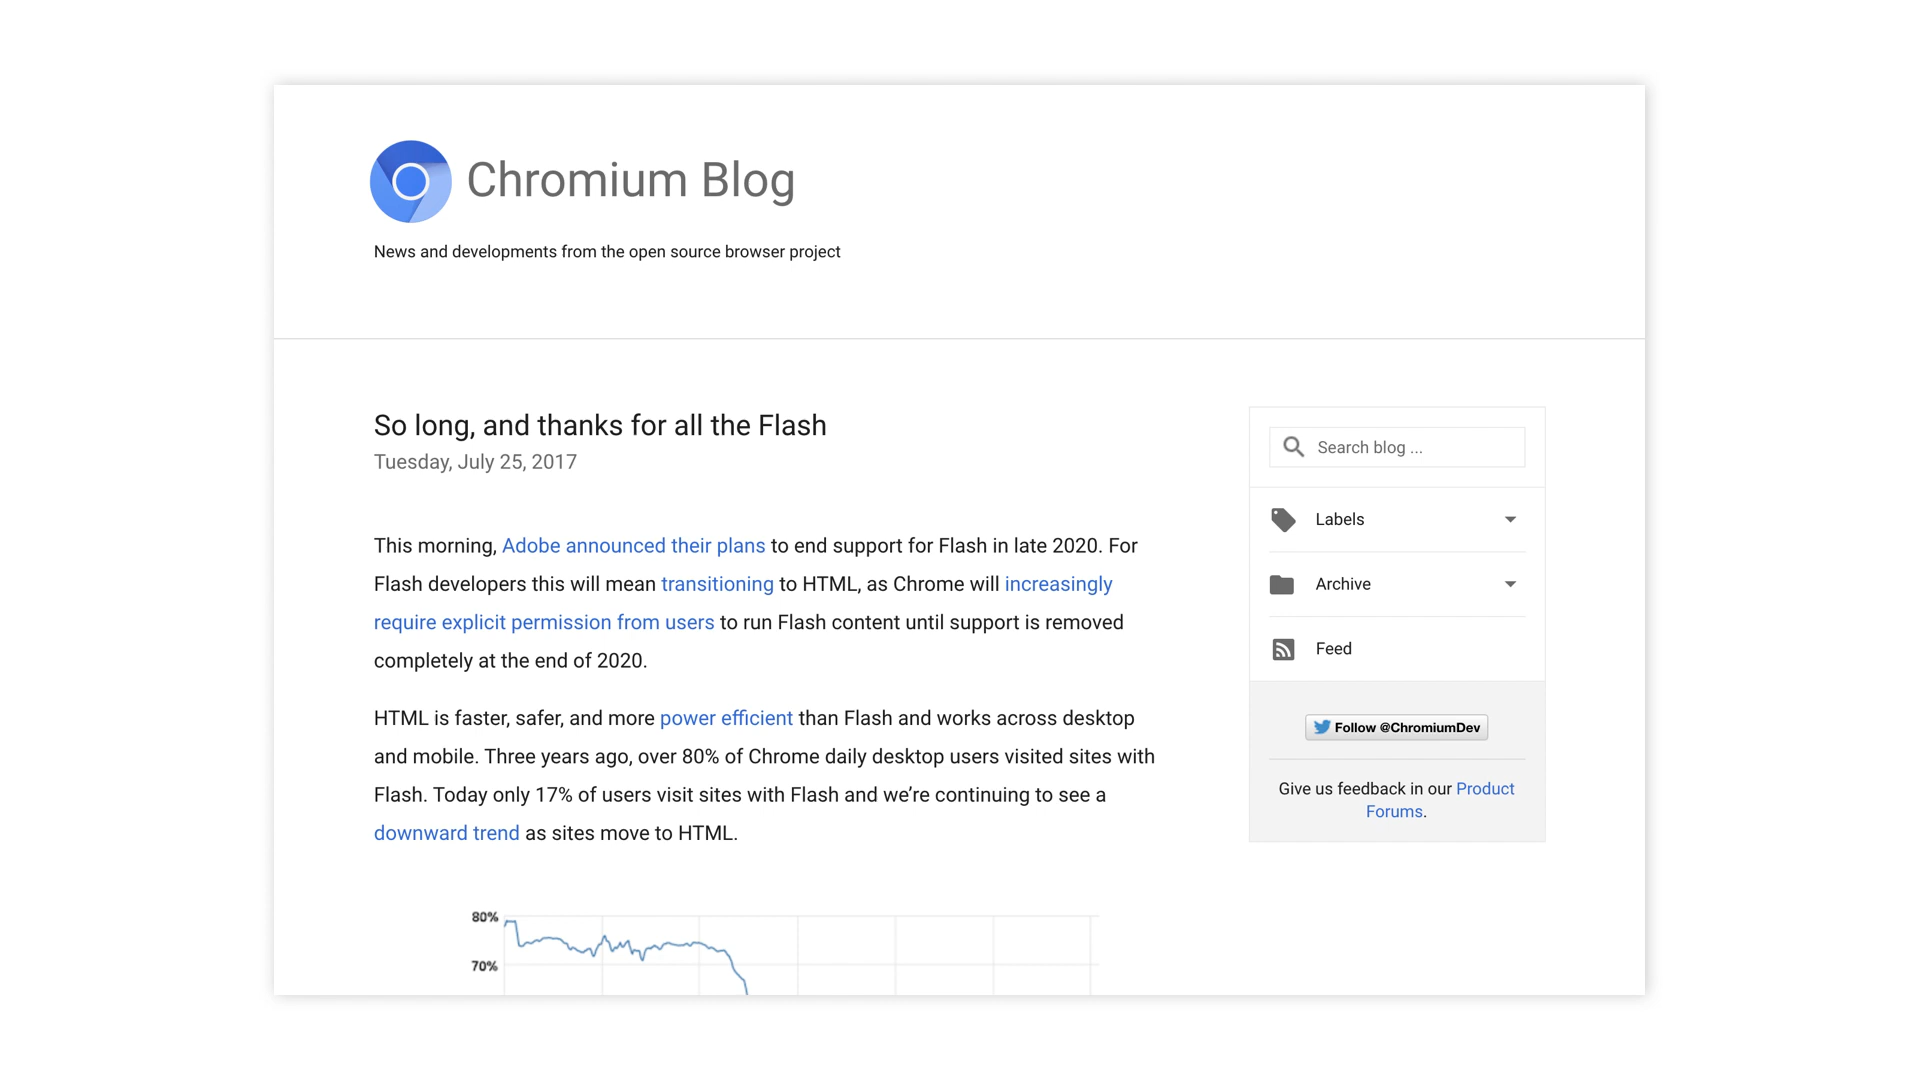 Chromium Blog
News and developments from the open source browser project
So long, and thanks for all the Flash
Tuesday, July 25, 2017
This morning, Adobe announced their plans to end support for Flash in late 2020. For
Flash developers this will mean transitioning to HTML, as Chrome will increasingly
require explicit permission from users to run Flash content until support is removed
completely at the end of 2020.
HTML is faster, safer, and more power efficient than Flash and works across desktop
and mobile. Three years ago, over 80% of Chrome daily desktop users visited sites with
Flash. Today only 17% of users visit sites with Flash and we’re continuing to see a
downward trend as sites move to HTML.
80%
70%
Search blog ...
Labels
Archive
Feed
Follow @ChromiumDev
Give us feedback in our Product
Forums.